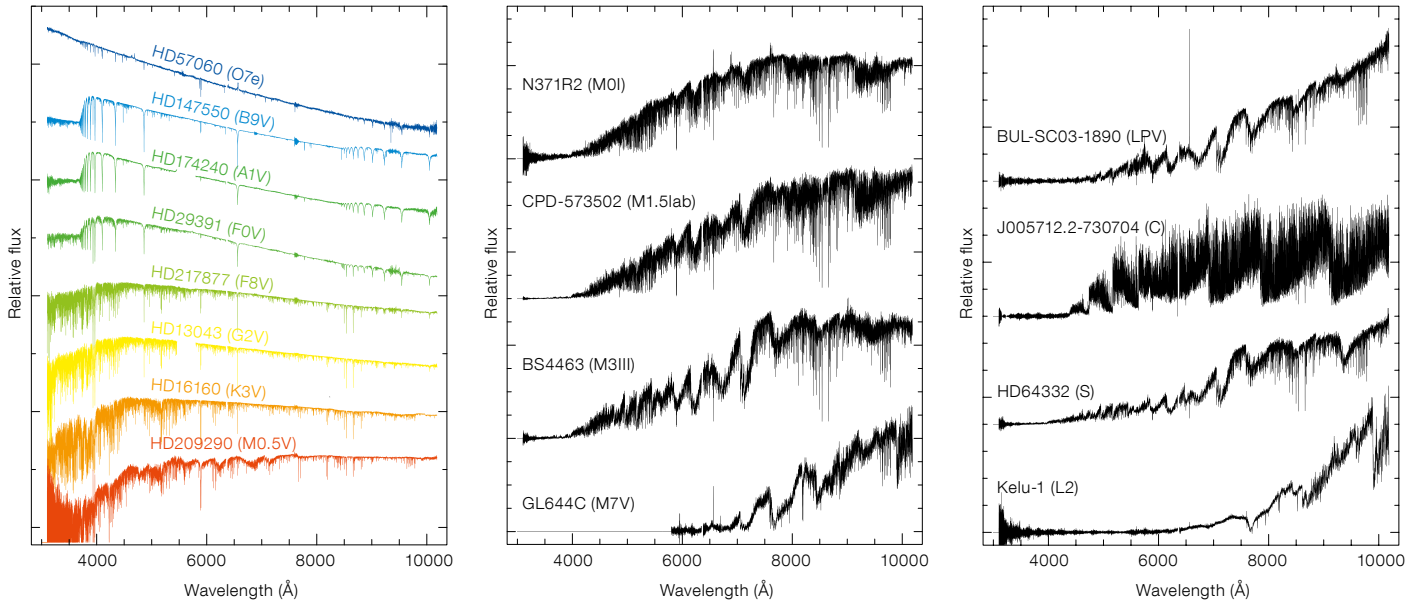 Relative flux
HD57060 (O7e)
HD147550 (B9V)
HD174240 (A1V)
HD29391 (F0V)
HD217877 (F8V)
HD13043 (G2V)
HD16160 (K3V)
HD209290 (M0.5V)
4000 6000 8000 10000
Wavelength (Å)
Relative flux
N371R2 (M0I)
CPD-573502 (M1.5Iab)
BS4463 (M3III)
GL644C (M7V)
4000 6000 8000 10000
Wavelength (Å)
Relative flux
BUL-SC03-1890 (LPV)
J005712.2-730704 (C)
HD64332 (S)
Kelu-1 (L2)
4000 6000 8000 10000
Wavelength (Å)